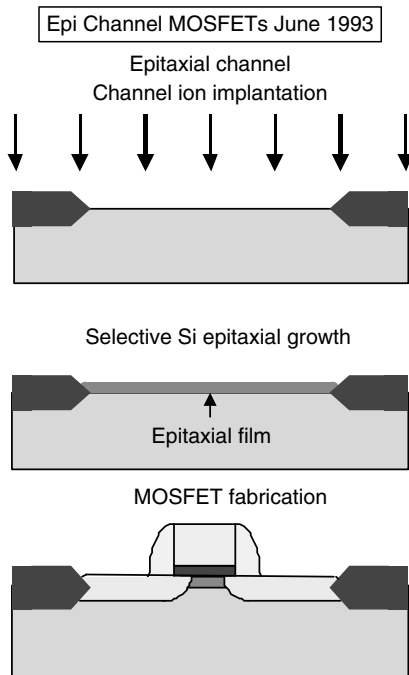 Epi Channel MOSFETs June 1993
Epitaxial channel
Channel ion implantation
Selective Si epitaxial growth
Epitaxial film
MOSFET fabrication